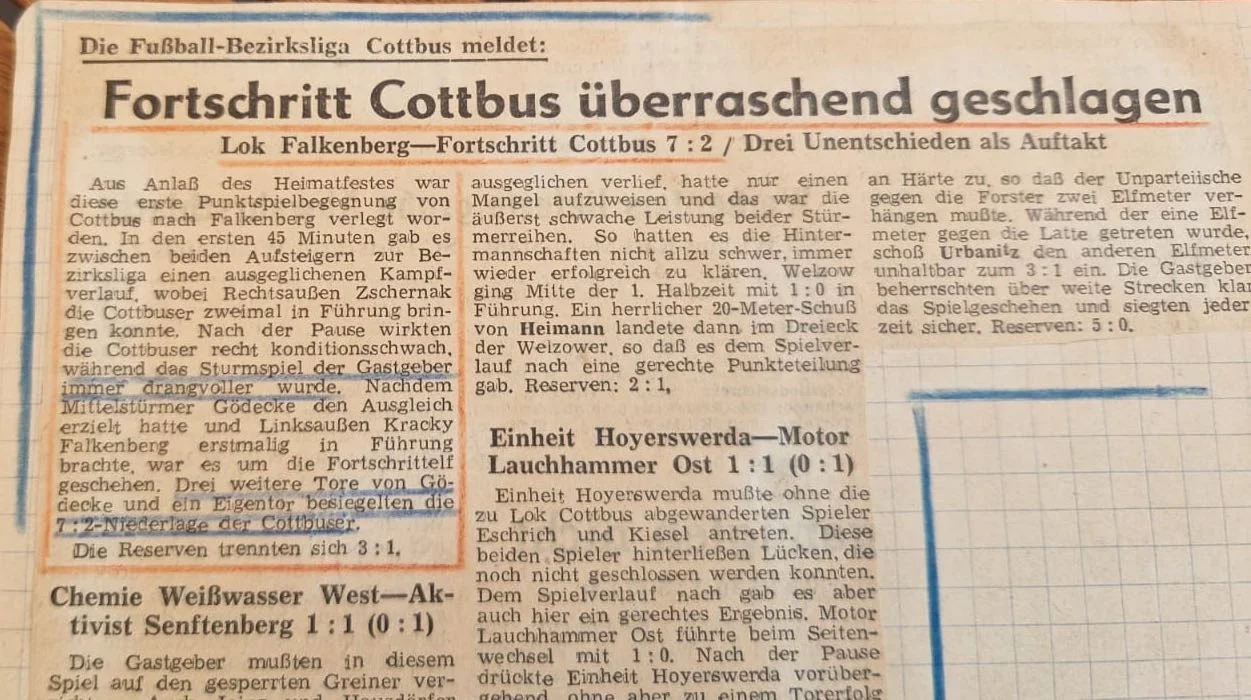 Die Fußball-Bezirksliga Cottbus meldet:
Fortschritt Cottbus überraschend geschlagen
Lok Falkenberg—Fortschritt Cottbus 7 : 2 / Drei Unentschieden als Auftakt
Aus Anlaß des Heimatfestes war
diese erste Punktspielbegegnung von
Cottbus nach Falkenberg verlegt wor-
den. In den ersten 45 Minuten gab es
zwischen beiden Aufsteigern zur Be-
zirksliga einen ausgeglichenen Kampf-
verlauf, wobei Rechtsaußen Zschernak
die Cottbuser zweimal in Führung brin-
gen konnte. Nach der Pause wirkten
die Cottbuser recht konditionsschwach,
während das Sturmspiel der Gastgeber
immer drangvoller wurde. Nachdem
Mittelstürmer Gödecke den Ausgleich
erzielt hatte und Linksaußen Kracky
Falkenberg erstmalig in Führung
brachte, war es um die Fortschrittelf
geschehen. Drei weitere Tore von Gö-
decke und ein Eigentor besiegelten die
7 : 2-Niederlage der Cottbuser.
Die Reserven trennten sich 3 : 1.
Chemie Weißwasser West—Ak-
tivist Senftenberg 1 : 1 (0 : 1)
Die Gastgeber mußten in diesem
Spiel auf den gesperrten Greiner ver-
ausgeglichen verlief, hatte nur einen
Mangel aufzuweisen und das war die
äußerst schwache Leistung beider Stür-
merreihen. So hatten es die Hinter-
mannschaften nicht allzu schwer, immer
wieder erfolgreich zu klären. Welzow
ging Mitte der 1. Halbzeit mit 1 : 0 in
Führung. Ein herrlicher 20-Meter-Schuß
von Heimann landete dann im Dreieck
der Welzower, so daß es dem Spielver-
lauf nach eine gerechte Punkteteilung
gab. Reserven: 2 : 1,
Einheit Hoyerswerda—Motor
Lauchhammer Ost 1 : 1 (0 : 1)
Einheit Hoyerswerda mußte ohne die
zu Lok Cottbus abgewanderten Spieler
Eschrich und Kiesel antreten. Diese
beiden Spieler hinterließen Lücken, die
noch nicht geschlossen werden konnten.
Dem Spielverlauf nach gab es aber
auch hier ein gerechtes Ergebnis. Motor
Lauchhammer Ost führte beim Seiten-
wechsel mit 1 : 0. Nach der Pause
drückte Einheit Hoyerswerda vorüber-
gehend, ohne aber zu einem Torerfolg
an Härte zu, so daß der Unparteiische
gegen die Forster zwei Elfmeter ver-
hängen mußte. Während der eine Elf-
meter gegen die Latte getreten wurde,
schoß Urbanitz den anderen Elfmeter
unhaltbar zum 3 : 1 ein. Die Gastgeber
beherrschten über weite Strecken klar
das Spielgeschehen und siegten jeder
zeit sicher. Reserven: 5 : 0.